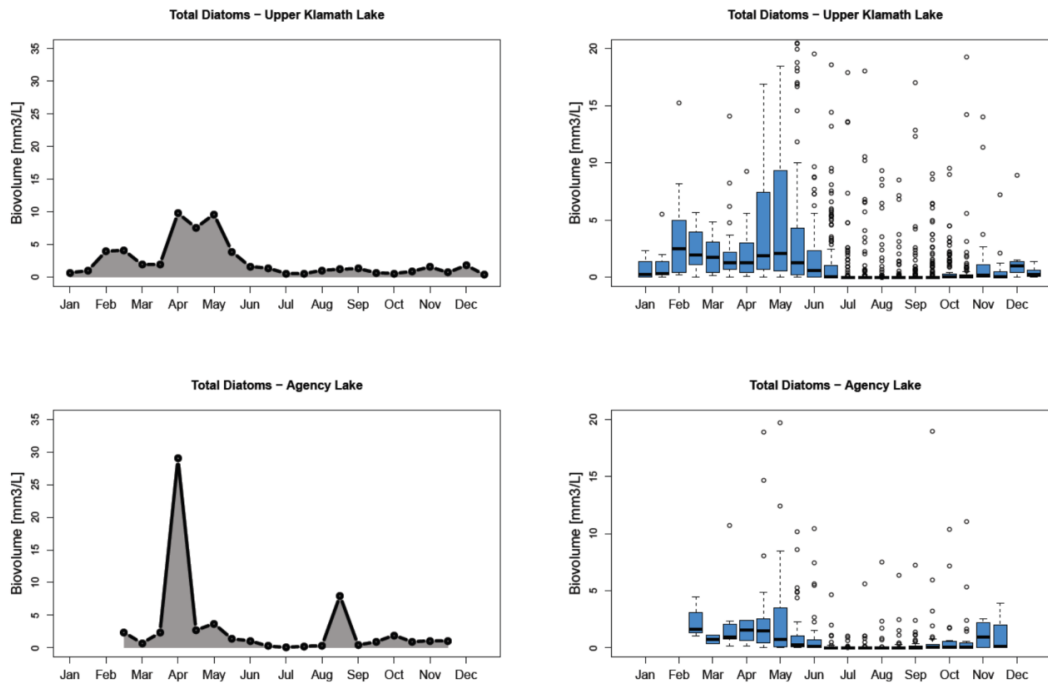 Total Diatoms − Upper Klamath Lake
Biovolume [mm3/L]
35
30
25
20
15
10
5
0
Jan Feb Mar Apr May Jun Jul Aug Sep Oct Nov Dec
Total Diatoms − Upper Klamath Lake
Biovolume [mm3/L]
20
15
10
5
0
Jan Feb Mar Apr May Jun Jul Aug Sep Oct Nov Dec
Total Diatoms − Agency Lake
Biovolume [mm3/L]
35
30
25
20
15
10
5
0
Jan Feb Mar Apr May Jun Jul Aug Sep Oct Nov Dec
Total Diatoms − Agency Lake
Biovolume [mm3/L]
20
15
10
5
0
Jan Feb Mar Apr May Jun Jul Aug Sep Oct Nov Dec